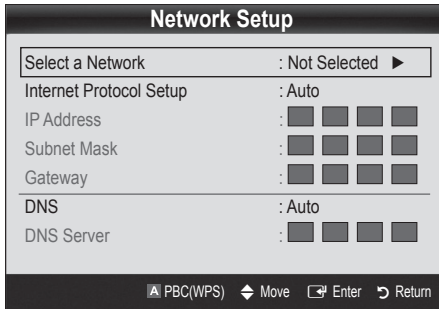 Network Setup
Select a Network : Not Selected ►
Internet Protocol Setup : Auto
IP Address :
Subnet Mask :
Gateway :
DNS : Auto
DNS Server :
A PBC(WPS) Move Enter Return